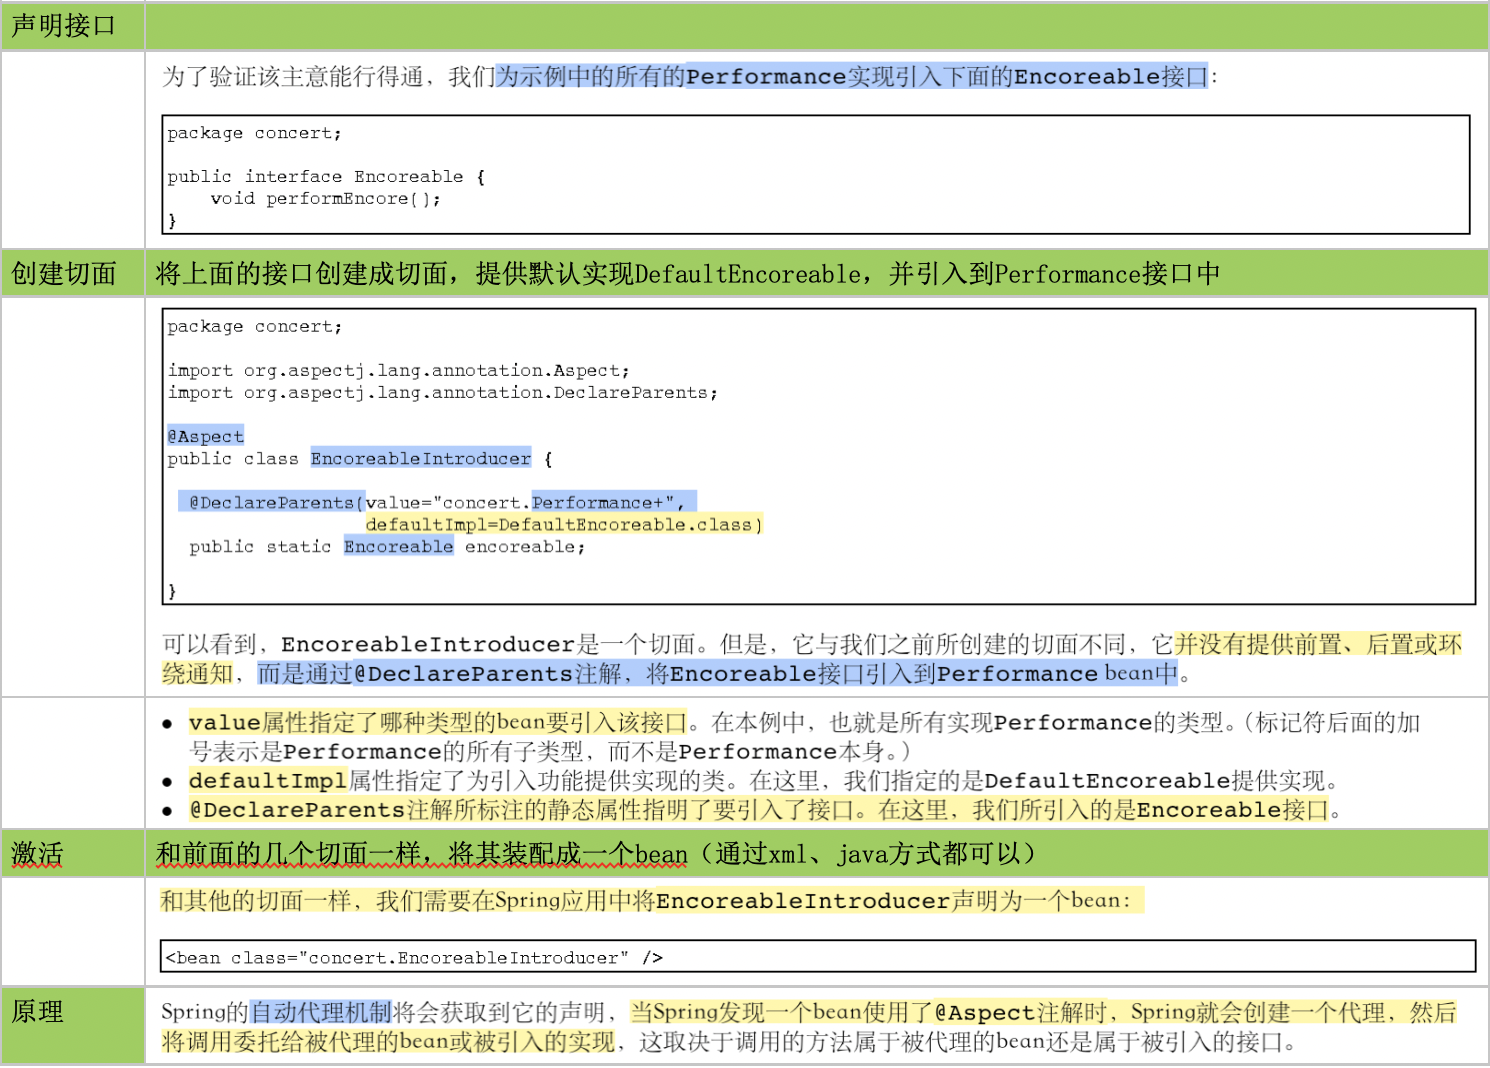 声明接口
为了验证该主意能行得通，我们为示例中的所有的Performance实现引入下面的Encoreable接口：
package concert;
public interface Encoreable {
void performEncore();
}
创建切面
将上面的接口创建成切面，提供默认实现DefaultEncoreable，并引入到Performance接口中
package concert;
import org.aspectj.lang.annotation.Aspect;
import org.aspectj.lang.annotation.DeclareParents;
@Aspect
public class EncoreableIntroducer {
@DeclareParents(value="concert.Performance+",
defaultImpl=DefaultEncoreable.class)
public static Encoreable encoreable;
}
可以看到，EncoreableIntroducer是一个切面。但是，它与我们之前所创建的切面不同，它并没有提供前置、后置或环
绕通知，而是通过@DeclareParents注解，将Encoreable接口引入到Performance bean中。
● value属性指定了哪种类型的bean要引入该接口。在本例中，也就是所有实现Performance的类型。（标记符后面的加
号表示是Performance的所有子类型，而不是Performance本身。）
● defaultImpl属性指定了为引入功能提供实现的类。在这里，我们指定的是DefaultEncoreable提供实现。
● @DeclareParents注解所标注的静态属性指明了要引入了接口。在这里，我们所引入的是Encoreable接口。
激活
和前面的几个切面一样，将其装配成一个bean（通过xml、java方式都可以）
和其他的切面一样，我们需要在Spring应用中将EncoreableIntroducer声明为一个bean：
<bean class="concert.EncoreableIntroducer" />
原理
Spring的自动代理机制将会获取到它的声明，当Spring发现一个bean使用了@Aspect注解时，Spring就会创建一个代理，然后
将调用委托给被代理的bean或被引入的实现，这取决于调用的方法属于被代理的bean还是属于被引入的接口。